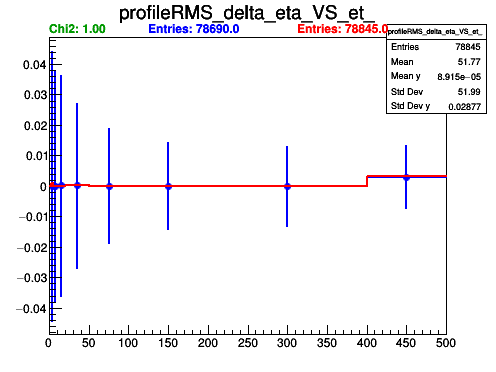 profileRMS_delta_eta_VS_et_
Chi2: 1.00 Entries: 78690.0 Entries: 78845.0
profileRMS_delta_eta_VS_et_
Entries 78845
Mean 51.77
Mean y 8.915e-05
Std Dev 51.99
Std Dev y 0.02877
0.04
0.03
0.02
0.01
0
−0.01
−0.02
−0.03
−0.04
0 50 100 150 200 250 300 350 400 450 500